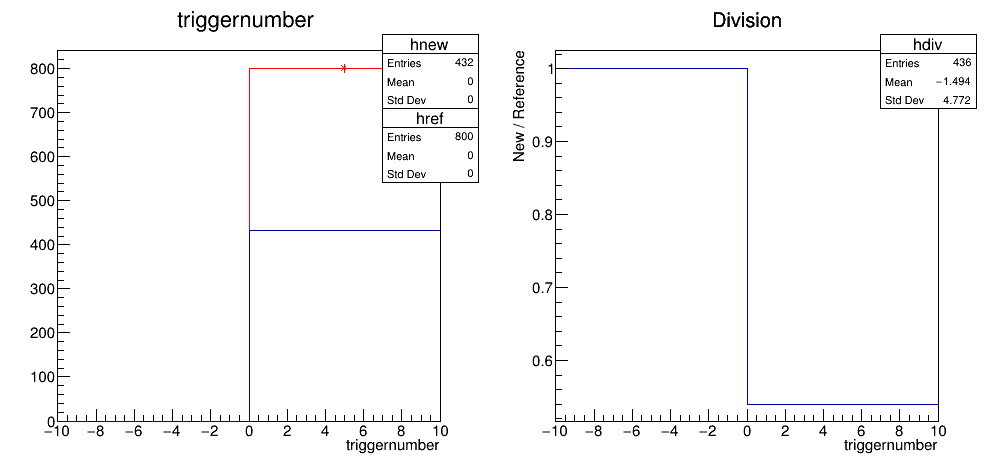 triggernumber
hnew
Entries 432
Mean 0
Std Dev 0
href
Entries 800
Mean 0
Std Dev 0
800
700
600
500
400
300
200
100
0
−10 −8 −6 −4 −2 0 2 4 6 8 10
triggernumber
Division
hdiv
Entries 436
Mean −1.494
Std Dev 4.772
New / Reference
1
0.9
0.8
0.7
0.6
−10 −8 −6 −4 −2 0 2 4 6 8 10
triggernumber